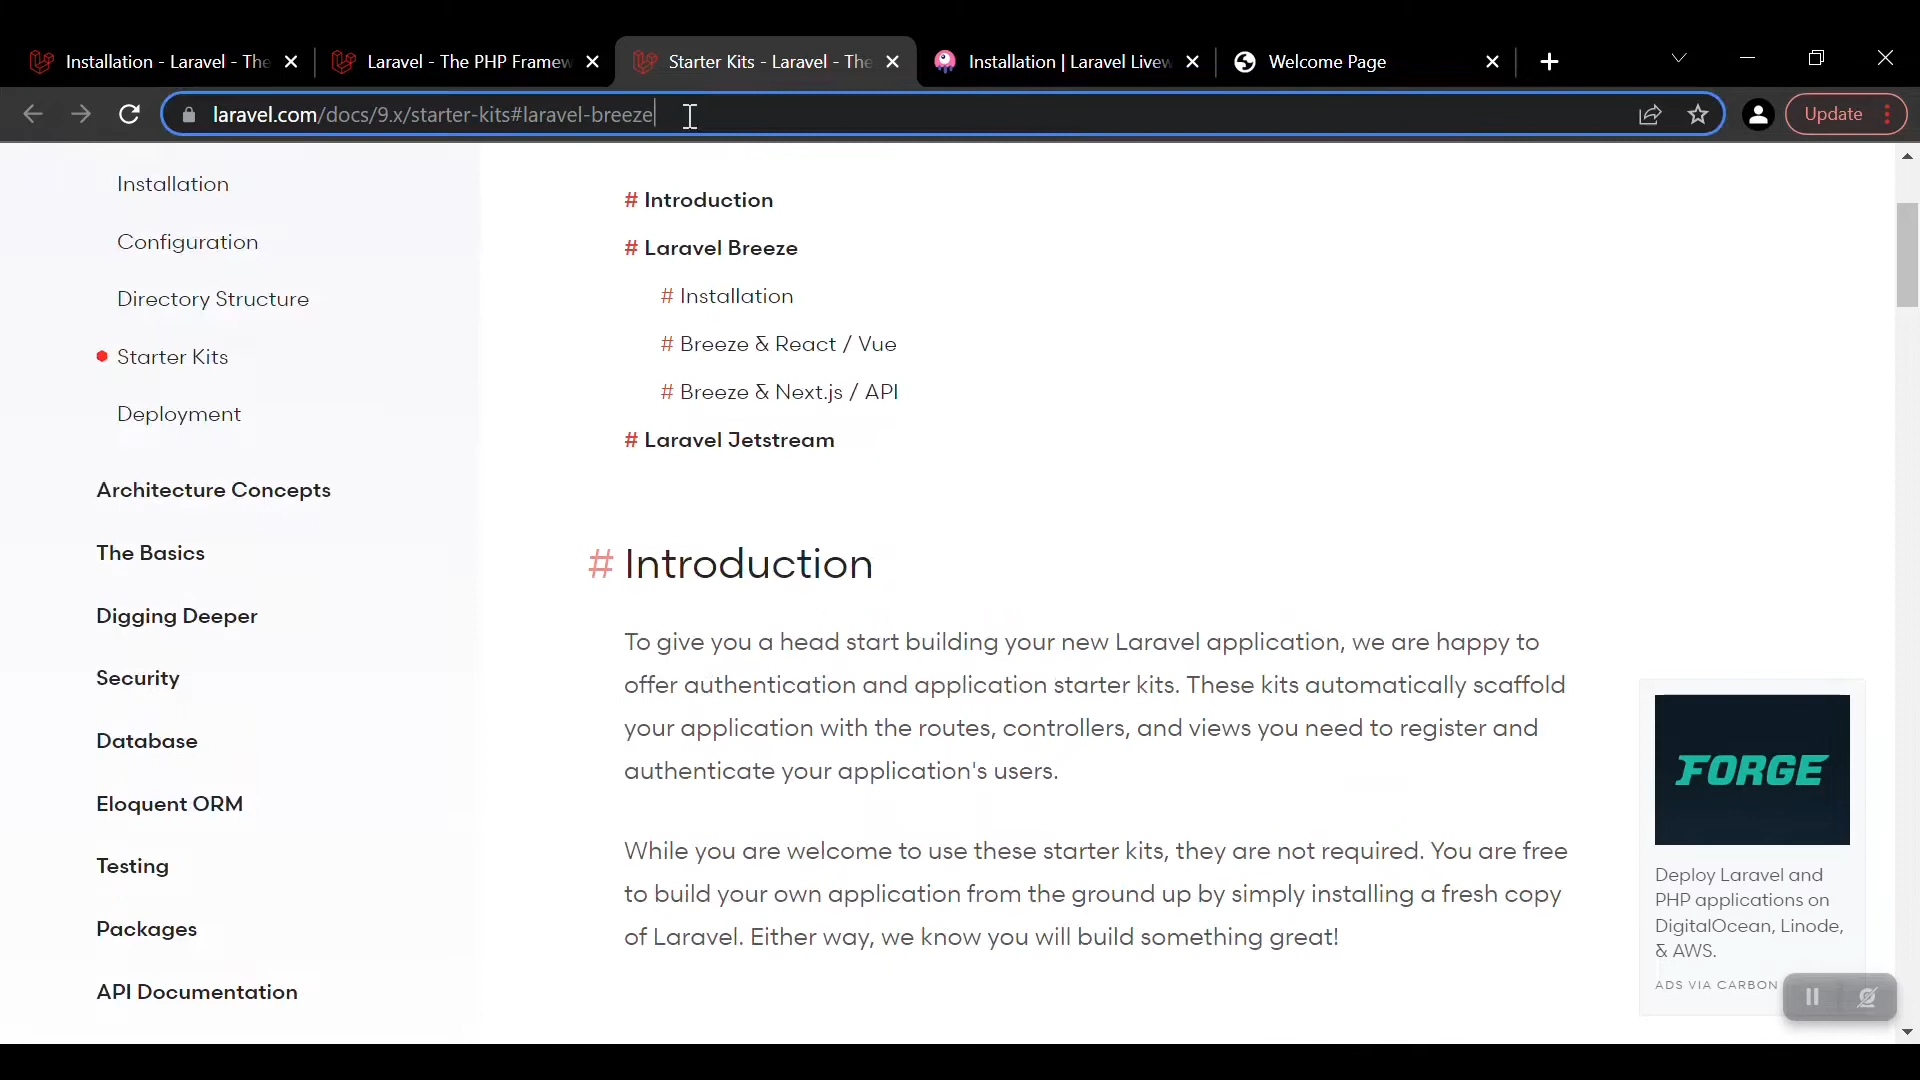 Installation - Laravel - The
Laravel - The PHP Framew
Starter Kits - Laravel - The
Installation | Laravel Livew
Welcome Page
laravel.com/docs/9.x/starter-kits#laravel-breeze
Update
Installation
Configuration
Directory Structure
Starter Kits
Deployment
Architecture Concepts
The Basics
Digging Deeper
Security
Database
Eloquent ORM
Testing
Packages
API Documentation
# Introduction
# Laravel Breeze
# Installation
# Breeze & React / Vue
# Breeze & Next.js / API
# Laravel Jetstream
# Introduction
To give you a head start building your new Laravel application, we are happy to
offer authentication and application starter kits. These kits automatically scaffold
your application with the routes, controllers, and views you need to register and
authenticate your application's users.
While you are welcome to use these starter kits, they are not required. You are free
to build your own application from the ground up by simply installing a fresh copy
of Laravel. Either way, we know you will build something great!
FORGE
Deploy Laravel and
PHP applications on
DigitalOcean, Linode,
& AWS.
ADS VIA CARBON